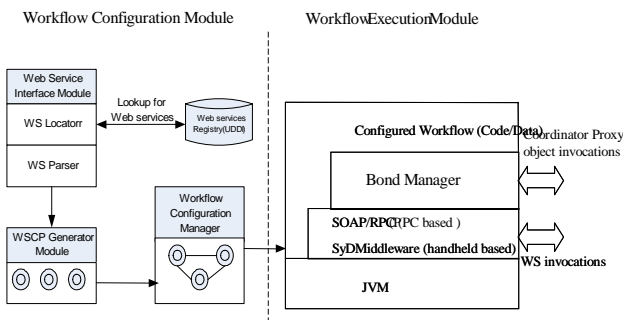 Workflow Configuration Module
WorkflowExecutionModule
Web Service
Interface Module
WS Locatorr
WS Parser
Lookup for
Web services
Web services
Registry(UDDI)
WSCP Generator
Module
Workflow
Configuration
Manager
Configured Workflow (Code/Data)
Coordinator Proxy
object invocations
Bond Manager
SOAP/RPC(RPC based )
SyDMiddleware (handheld based)
WS invocations
JVM